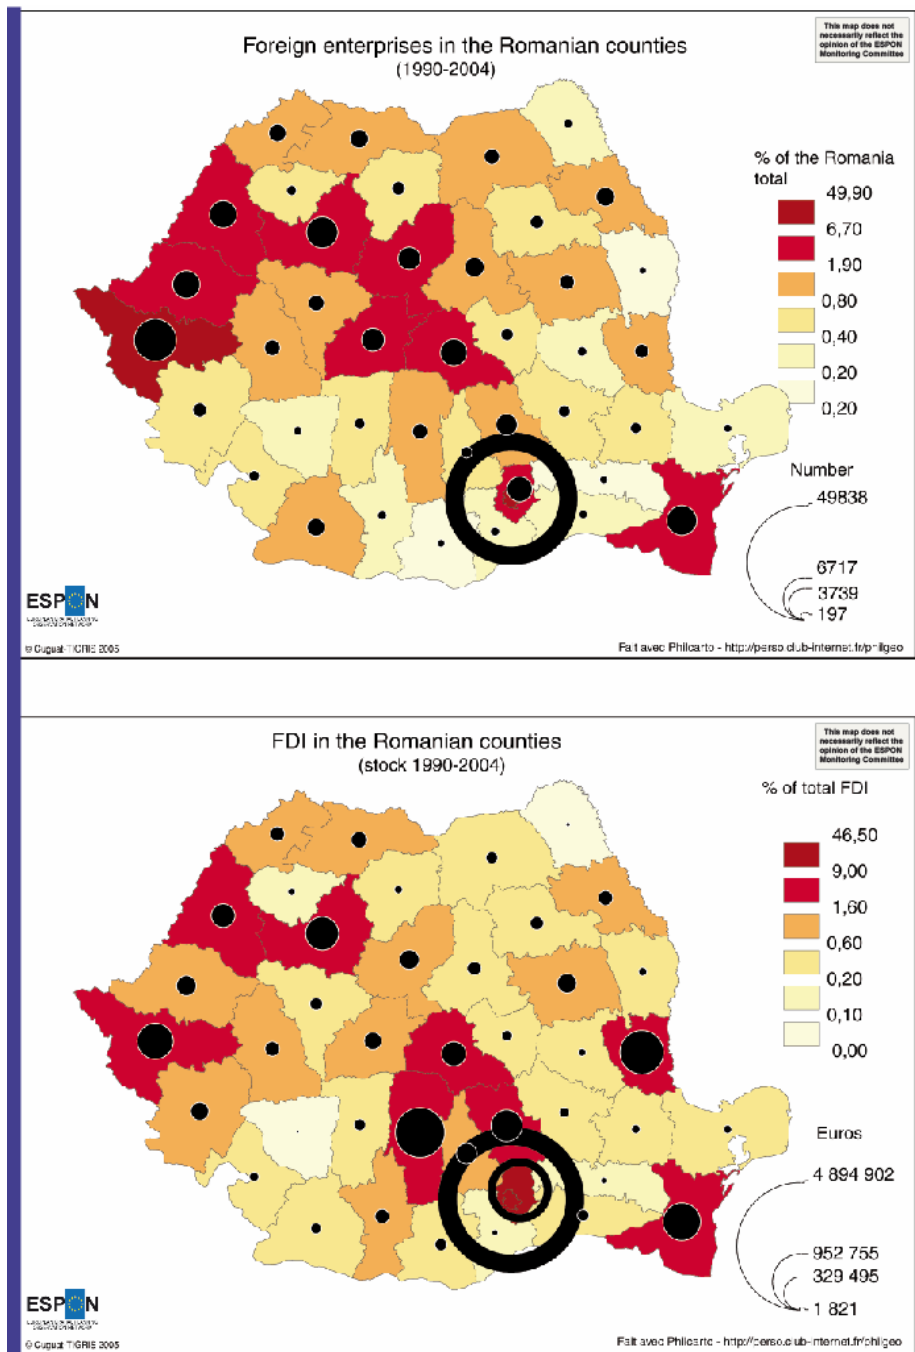 This map does not
necessarily reflect the
opinion of the ESPON
Monitoring Committee
Foreign enterprises in the Romanian counties
(1990-2004)
% of the Romania
total
49,90
6,70
1,90
0,80
0,40
0,20
0,20
Number
49838
6717
3739
197
ESPON
© Cuguat-TIGRIS 2005
Fait avec Philcarto - http://perso.club-internet.fr/philgeo
This map does not
necessarily reflect the
opinion of the ESPON
Monitoring Committee
FDI in the Romanian counties
(stock 1990-2004)
% of total FDI
46,50
9,00
1,60
0,60
0,20
0,10
0,00
Euros
4 894 902
952 755
329 495
1 821
ESPON
© Cuguat TIGRIS 2005
Fait avec Philcarto - http://perso.club-internet.fr/philgeo